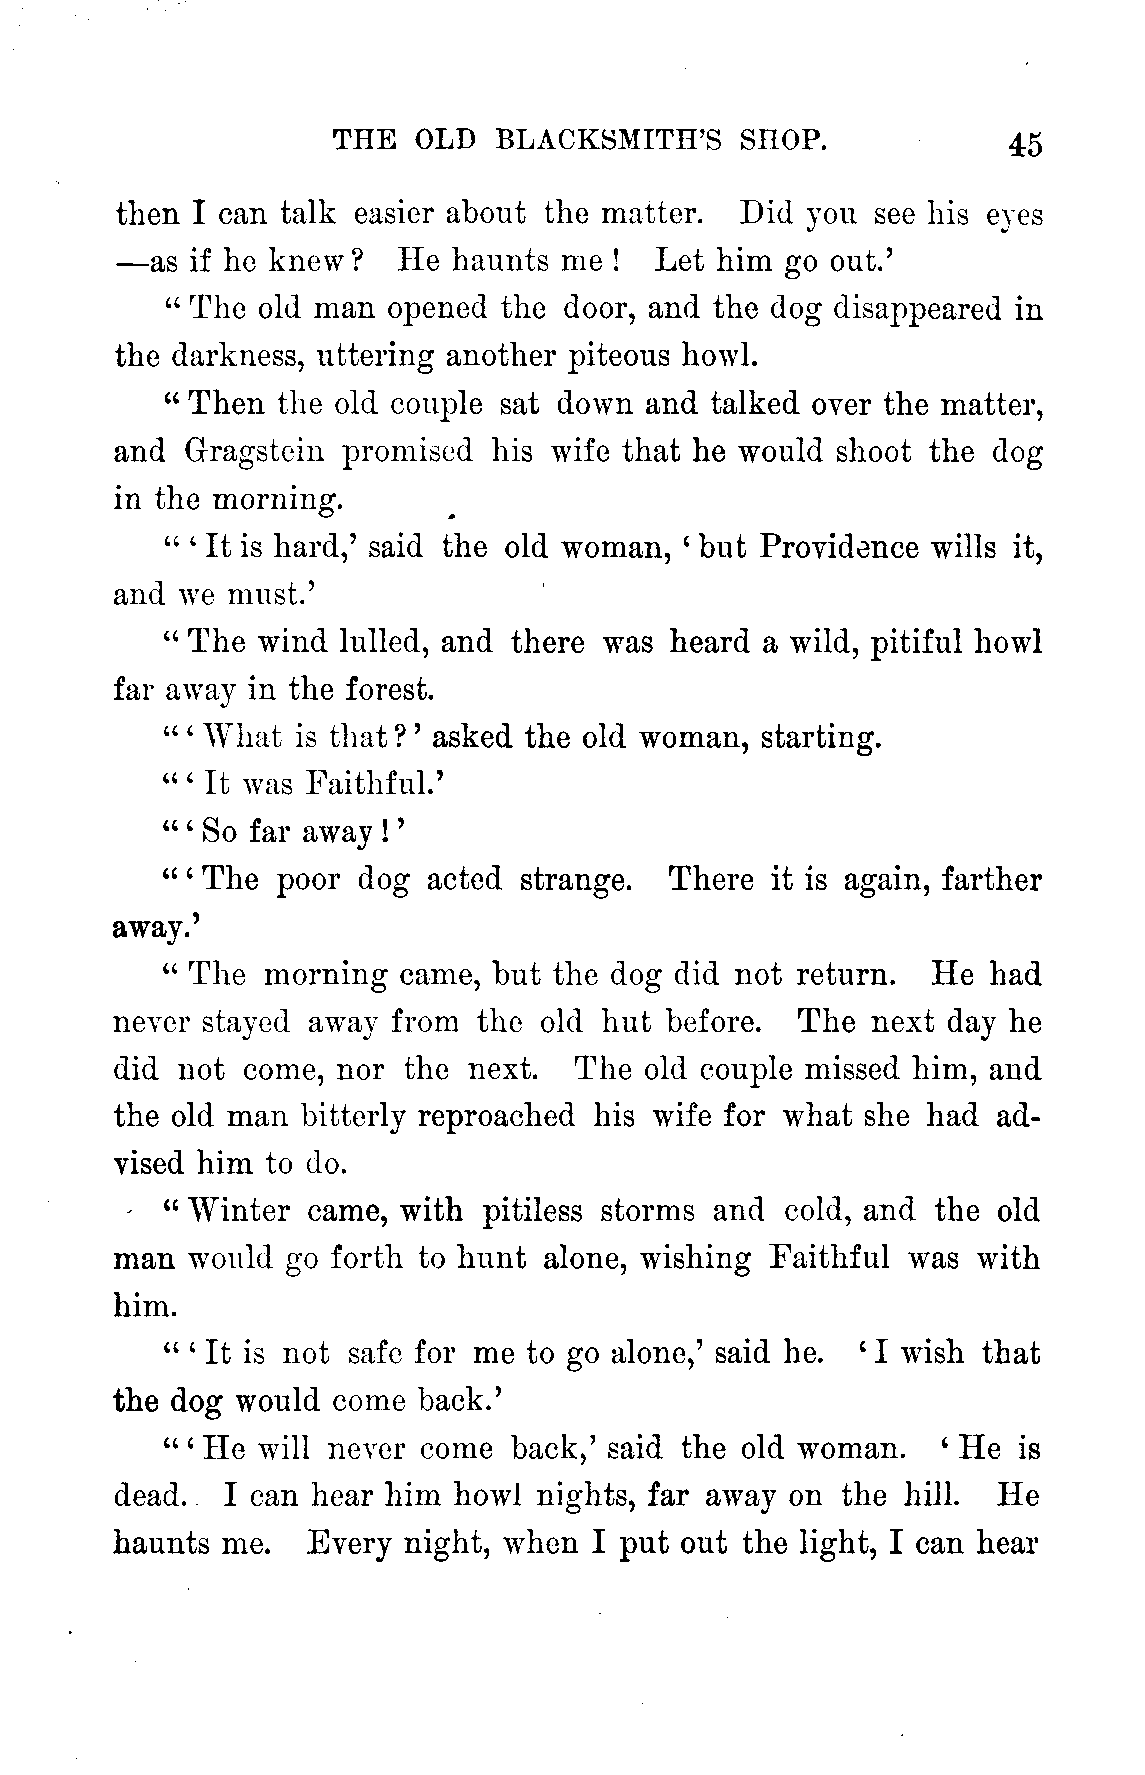 THE OLD BLACKSMITH'S SHOP. 45
then I can talk easier about the matter. Did you see his eyes
—as if he knew? He haunts me! Let him go out.'
“The old man opened the door, and the dog disappeared in
the darkness, uttering another piteous howl.
“Then the old couple sat down and talked over the matter,
and Gragstein promised his wife that he would shoot the dog
in the morning.
“‘It is hard,’ said the old woman, ‘but Providence wills it,
and we must.’
“The wind lulled, and there was heard a wild, pitiful howl
far away in the forest.
“‘What is that?’ asked the old woman, starting.
“‘It was Faithful.’
“‘So far away!’
“‘The poor dog acted strange. There it is again, farther
away.’
“The morning came, but the dog did not return. He had
never stayed away from the old hut before. The next day he
did not come, nor the next. The old couple missed him, and
the old man bitterly reproached his wife for what she had ad-
vised him to do.
“Winter came, with pitiless storms and cold, and the old
man would go forth to hunt alone, wishing Faithful was with
him.
“‘It is not safe for me to go alone,’ said he. ‘I wish that
the dog would come back.’
“‘He will never come back,’ said the old woman. ‘He is
dead. I can hear him howl nights, far away on the hill. He
haunts me. Every night, when I put out the light, I can hear